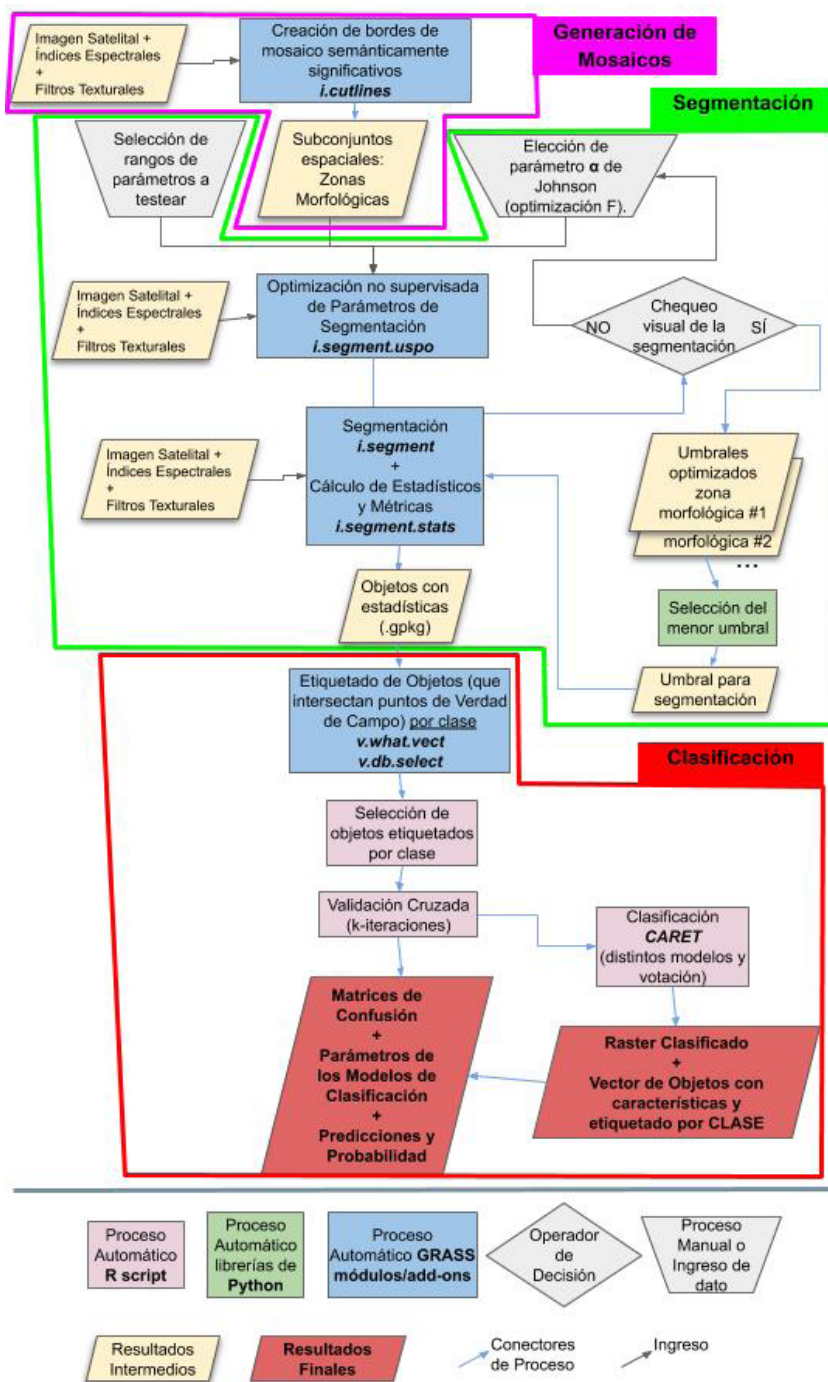 Imagen Satelital +
Índices Espectrales
+
Filtros Texturales
Creación de bordes de
mosaico semánticamente
significativos
i.cutlines
Generación de
Mosaicos
Segmentación
Selección de
rangos de
parámetros a
testear
Subconjuntos
espaciales:
Zonas
Morfológicas
Elección de
parámetro α de
Johnson
(optimización F).
Imagen Satelital +
Índices Espectrales
+
Filtros Texturales
Optimización no supervisada
de Parámetros de
Segmentación
i.segment.uspo
Chequeo
visual de la
segmentación
NO
SÍ
Imagen Satelital +
Índices Espectrales
+
Filtros Texturales
Segmentación
i.segment
+
Cálculo de Estadísticos
y Métricas
i.segment.stats
Umbrales
optimizados
zona
morfológica #1
morfológica #2
...
Objetos con
estadísticas
(.gpkg)
Selección del
menor umbral
Umbral para
segmentación
Etiquetado de Objetos (que
intersectan puntos de Verdad
de Campo) por clase
v.what.vect
v.db.select
Clasificación
Selección de
objetos etiquetados
por clase
Validación Cruzada
(k-iteraciones)
Clasificación
CARET
(distintos modelos y
votación)
Matrices de
Confusión
+
Parámetros de
los Modelos de
Clasificación
+
Predicciones y
Probabilidad
Raster Clasificado
+
Vector de Objetos con
características y
etiquetado por CLASE
Proceso
Automático
R script
Proceso
Automático
librerías de
Python
Proceso
Automático GRASS
módulos/add-ons
Operador
de
Decisión
Proceso
Manual o
Ingreso de
dato
Resultados
Intermedios
Resultados
Finales
Conectores
de Proceso
Ingreso